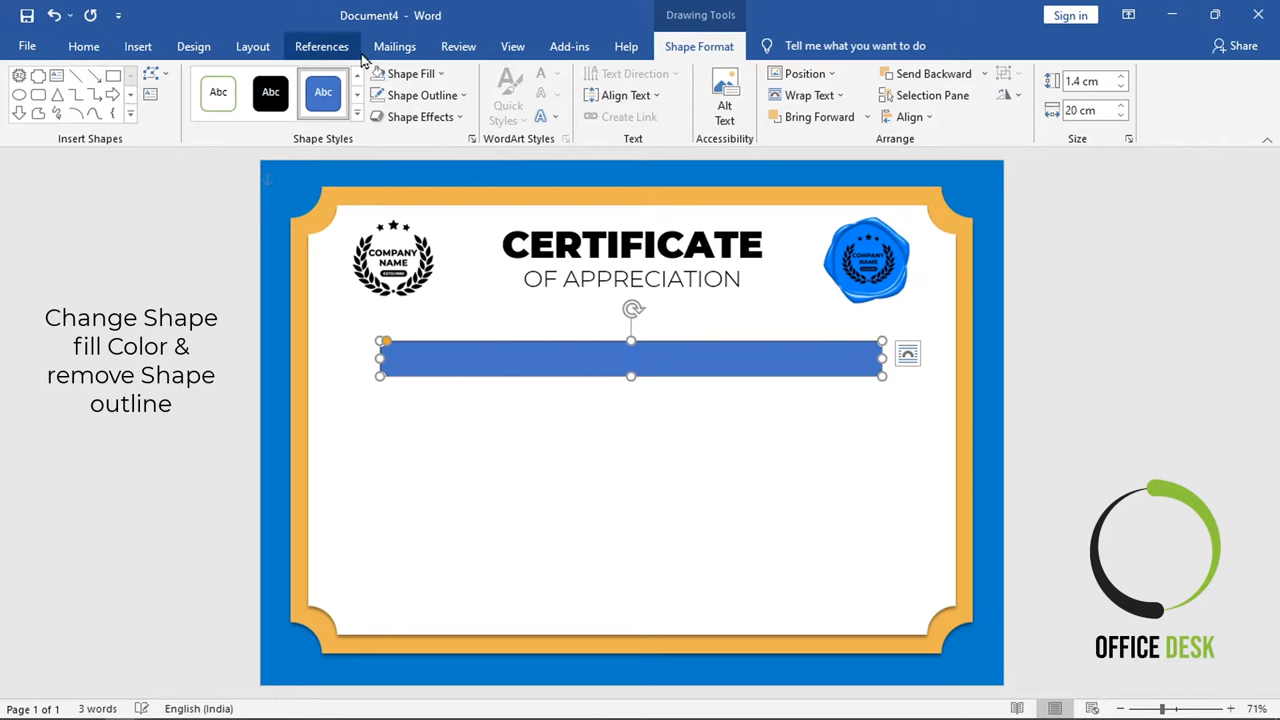 Document4 - Word
Drawing Tools
Sign in
File
Home
Insert
Design
Layout
References
Mailings
Review
View
Add-ins
Help
Shape Format
Tell me what you want to do
Share
Abc
Abc
Abc
Shape Fill
Shape Outline
Shape Effects
Quick
Styles
Text Direction
Align Text
Create Link
Alt
Text
Position
Wrap Text
Bring Forward
Send Backward
Selection Pane
Align
1.4 cm
20 cm
Insert Shapes
Shape Styles
WordArt Styles
Text
Accessibility
Arrange
Size
COMPANY
NAME
ESTD.1990
CERTIFICATE
OF APPRECIATION
COMPANY
NAME
Change Shape
fill Color &
remove Shape
outline
OFFICE DESK
Page 1 of 1
3 words
English (India)
71%